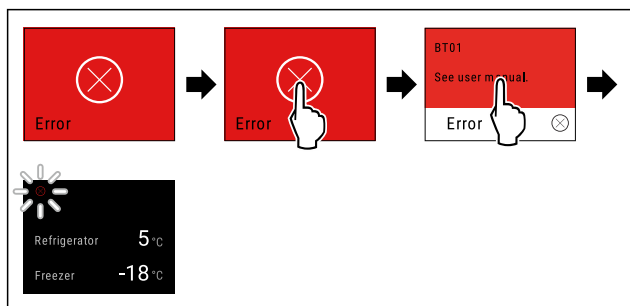 Error
Error
BT01
See user manual.
Error
Refrigerator 5°C
Freezer -18°C